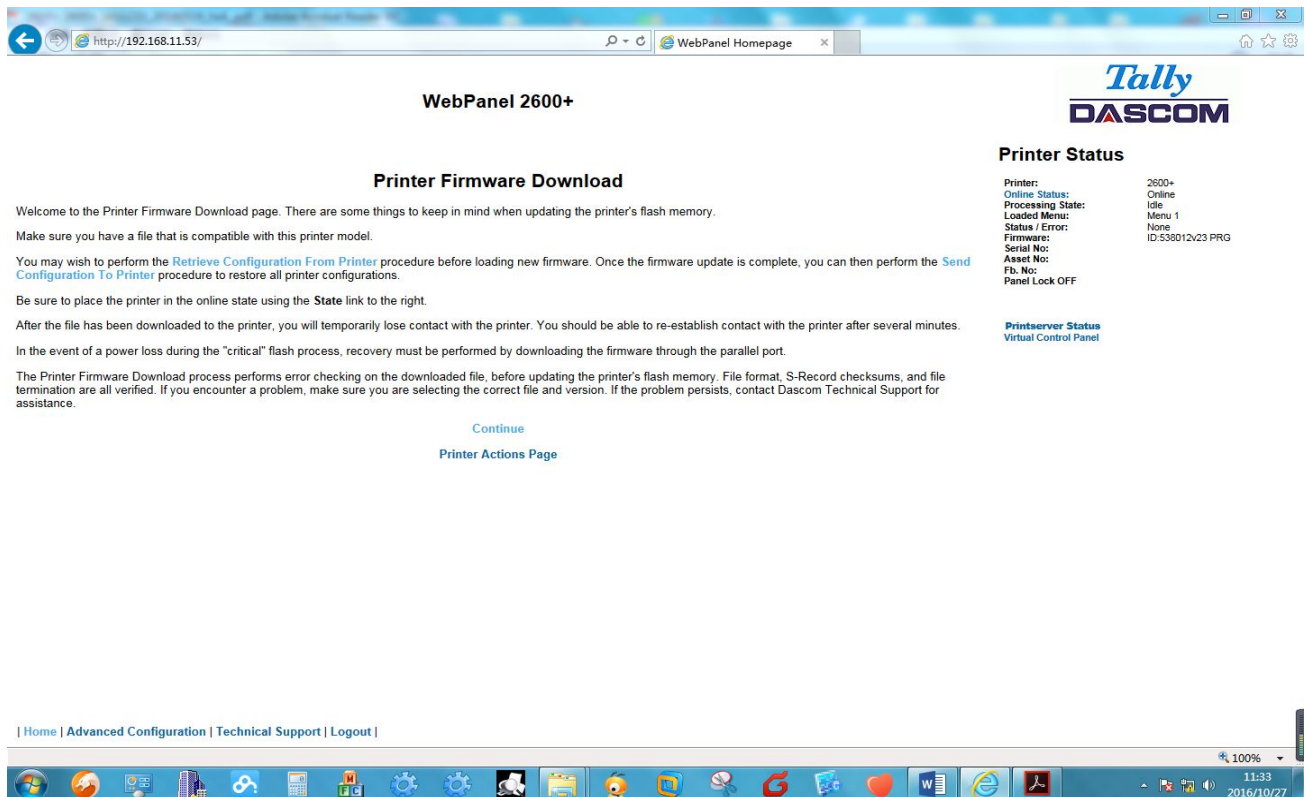 http://192.168.11.53/
WebPanel Homepage
WebPanel 2600+
Tally
DASCOM
Printer Firmware Download
Welcome to the Printer Firmware Download page. There are some things to keep in mind when updating the printer's flash memory.
Make sure you have a file that is compatible with this printer model.
You may wish to perform the Retrieve Configuration From Printer procedure before loading new firmware. Once the firmware update is complete, you can then perform the Send
Configuration To Printer procedure to restore all printer configurations.
Be sure to place the printer in the online state using the State link to the right.
After the file has been downloaded to the printer, you will temporarily lose contact with the printer. You should be able to re-establish contact with the printer after several minutes.
In the event of a power loss during the "critical" flash process, recovery must be performed by downloading the firmware through the parallel port.
The Printer Firmware Download process performs error checking on the downloaded file, before updating the printer's flash memory. File format, S-Record checksums, and file
termination are all verified. If you encounter a problem, make sure you are selecting the correct file and version. If the problem persists, contact Dascom Technical Support for
assistance.
Continue
Printer Actions Page
Printer Status
Printer: 2600+
Online Status: Online
Processing State: Idle
Loaded Menu: Menu 1
Status / Error: None
Firmware: ID:538012v23 PRG
Serial No:
Asset No:
Fb. No:
Panel Lock OFF
Printserver Status
Virtual Control Panel
| Home | Advanced Configuration | Technical Support | Logout |
100%
11:33
2016/10/27